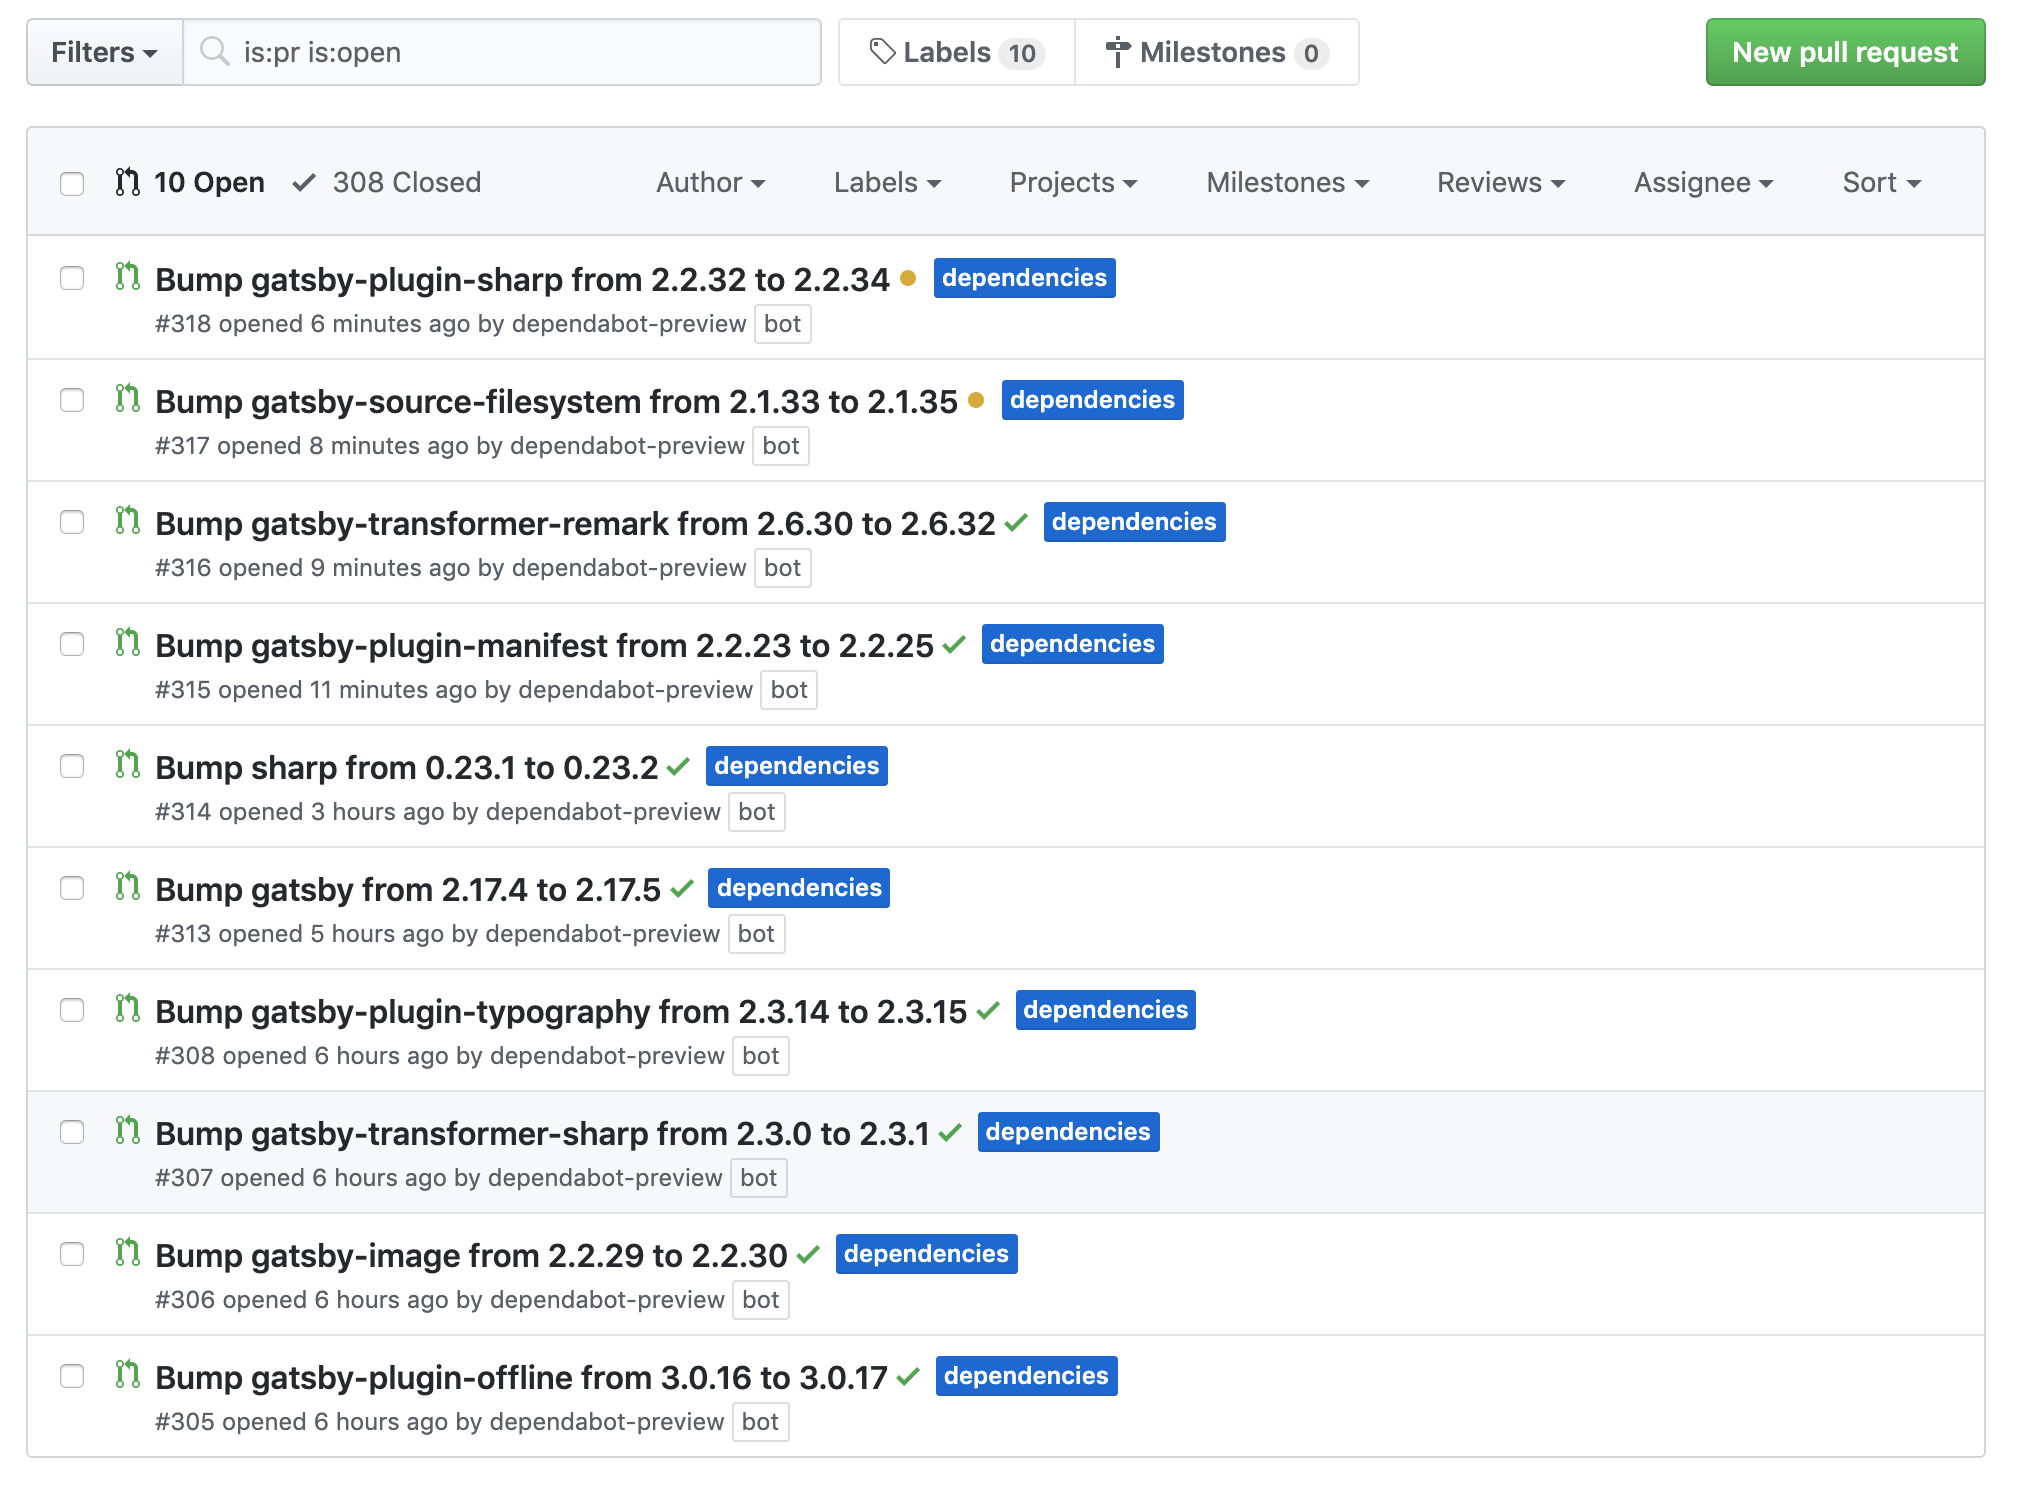 Filters is:pr is:open Labels 10 Milestones 0 New pull request
10 Open 308 Closed Author Labels Projects Milestones Reviews Assignee Sort
Bump gatsby-plugin-sharp from 2.2.32 to 2.2.34 dependencies
#318 opened 6 minutes ago by dependabot-preview bot
Bump gatsby-source-filesystem from 2.1.33 to 2.1.35 dependencies
#317 opened 8 minutes ago by dependabot-preview bot
Bump gatsby-transformer-remark from 2.6.30 to 2.6.32 dependencies
#316 opened 9 minutes ago by dependabot-preview bot
Bump gatsby-plugin-manifest from 2.2.23 to 2.2.25 dependencies
#315 opened 11 minutes ago by dependabot-preview bot
Bump sharp from 0.23.1 to 0.23.2 dependencies
#314 opened 3 hours ago by dependabot-preview bot
Bump gatsby from 2.17.4 to 2.17.5 dependencies
#313 opened 5 hours ago by dependabot-preview bot
Bump gatsby-plugin-typography from 2.3.14 to 2.3.15 dependencies
#308 opened 6 hours ago by dependabot-preview bot
Bump gatsby-transformer-sharp from 2.3.0 to 2.3.1 dependencies
#307 opened 6 hours ago by dependabot-preview bot
Bump gatsby-image from 2.2.29 to 2.2.30 dependencies
#306 opened 6 hours ago by dependabot-preview bot
Bump gatsby-plugin-offline from 3.0.16 to 3.0.17 dependencies
#305 opened 6 hours ago by dependabot-preview bot